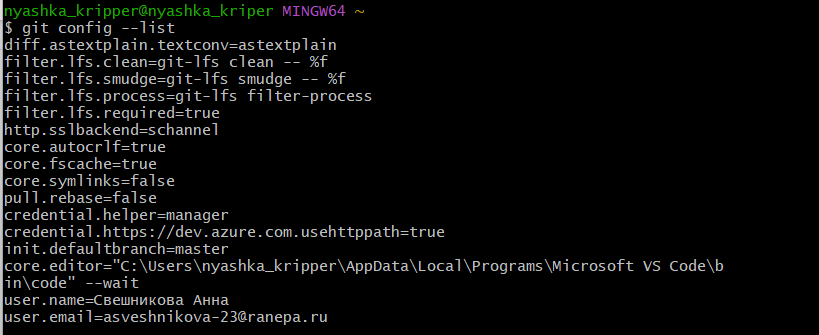 nyashka_kripper@nyashka_kriper MINGW64 ~
$ git config --list
diff.astextplain.textconv=astextplain
filter.lfs.clean=git-lfs clean -- %f
filter.lfs.smudge=git-lfs smudge -- %f
filter.lfs.process=git-lfs filter-process
filter.lfs.required=true
http.sslbackend=schannel
core.autocrlf=true
core.fscache=true
core.symlinks=false
pull.rebase=false
credential.helper=manager
credential.https://dev.azure.com.usehttppath=true
init.defaultbranch=master
core.editor="C:\Users\nyashka_kripper\AppData\Local\Programs\Microsoft VS Code\b
in\code" --wait
user.name=Свешникова Анна
user.email=asveshnikova-23@ranepa.ru